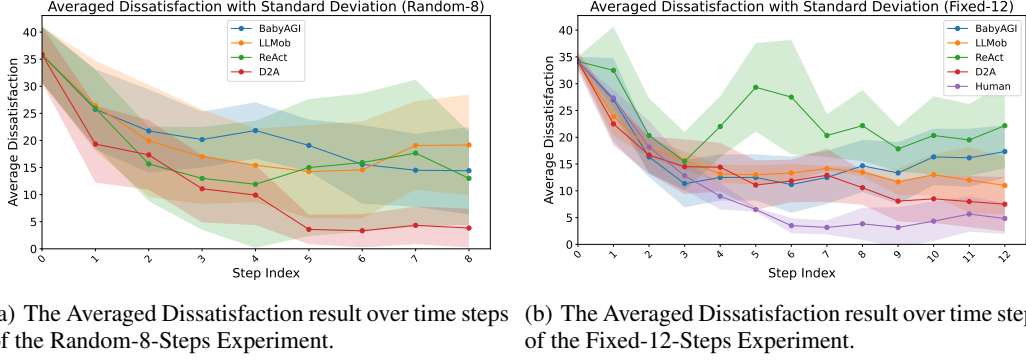 Averaged Dissatisfaction with Standard Deviation (Random-8)
40
35
30
25
20
15
10
5
0
Average Dissatisfaction
BabyAGI
LLMob
ReAct
D2A
0 1 2 3 4 5 6 7 8
Step Index
Averaged Dissatisfaction with Standard Deviation (Fixed-12)
40
35
30
25
20
15
10
5
0
Average Dissatisfaction
BabyAGI
LLMob
ReAct
D2A
Human
0 1 2 3 4 5 6 7 8 9 10 11 12
Step Index
a) The Averaged Dissatisfaction result over time steps
of the Random-8-Steps Experiment.
(b) The Averaged Dissatisfaction result over time step
of the Fixed-12-Steps Experiment.